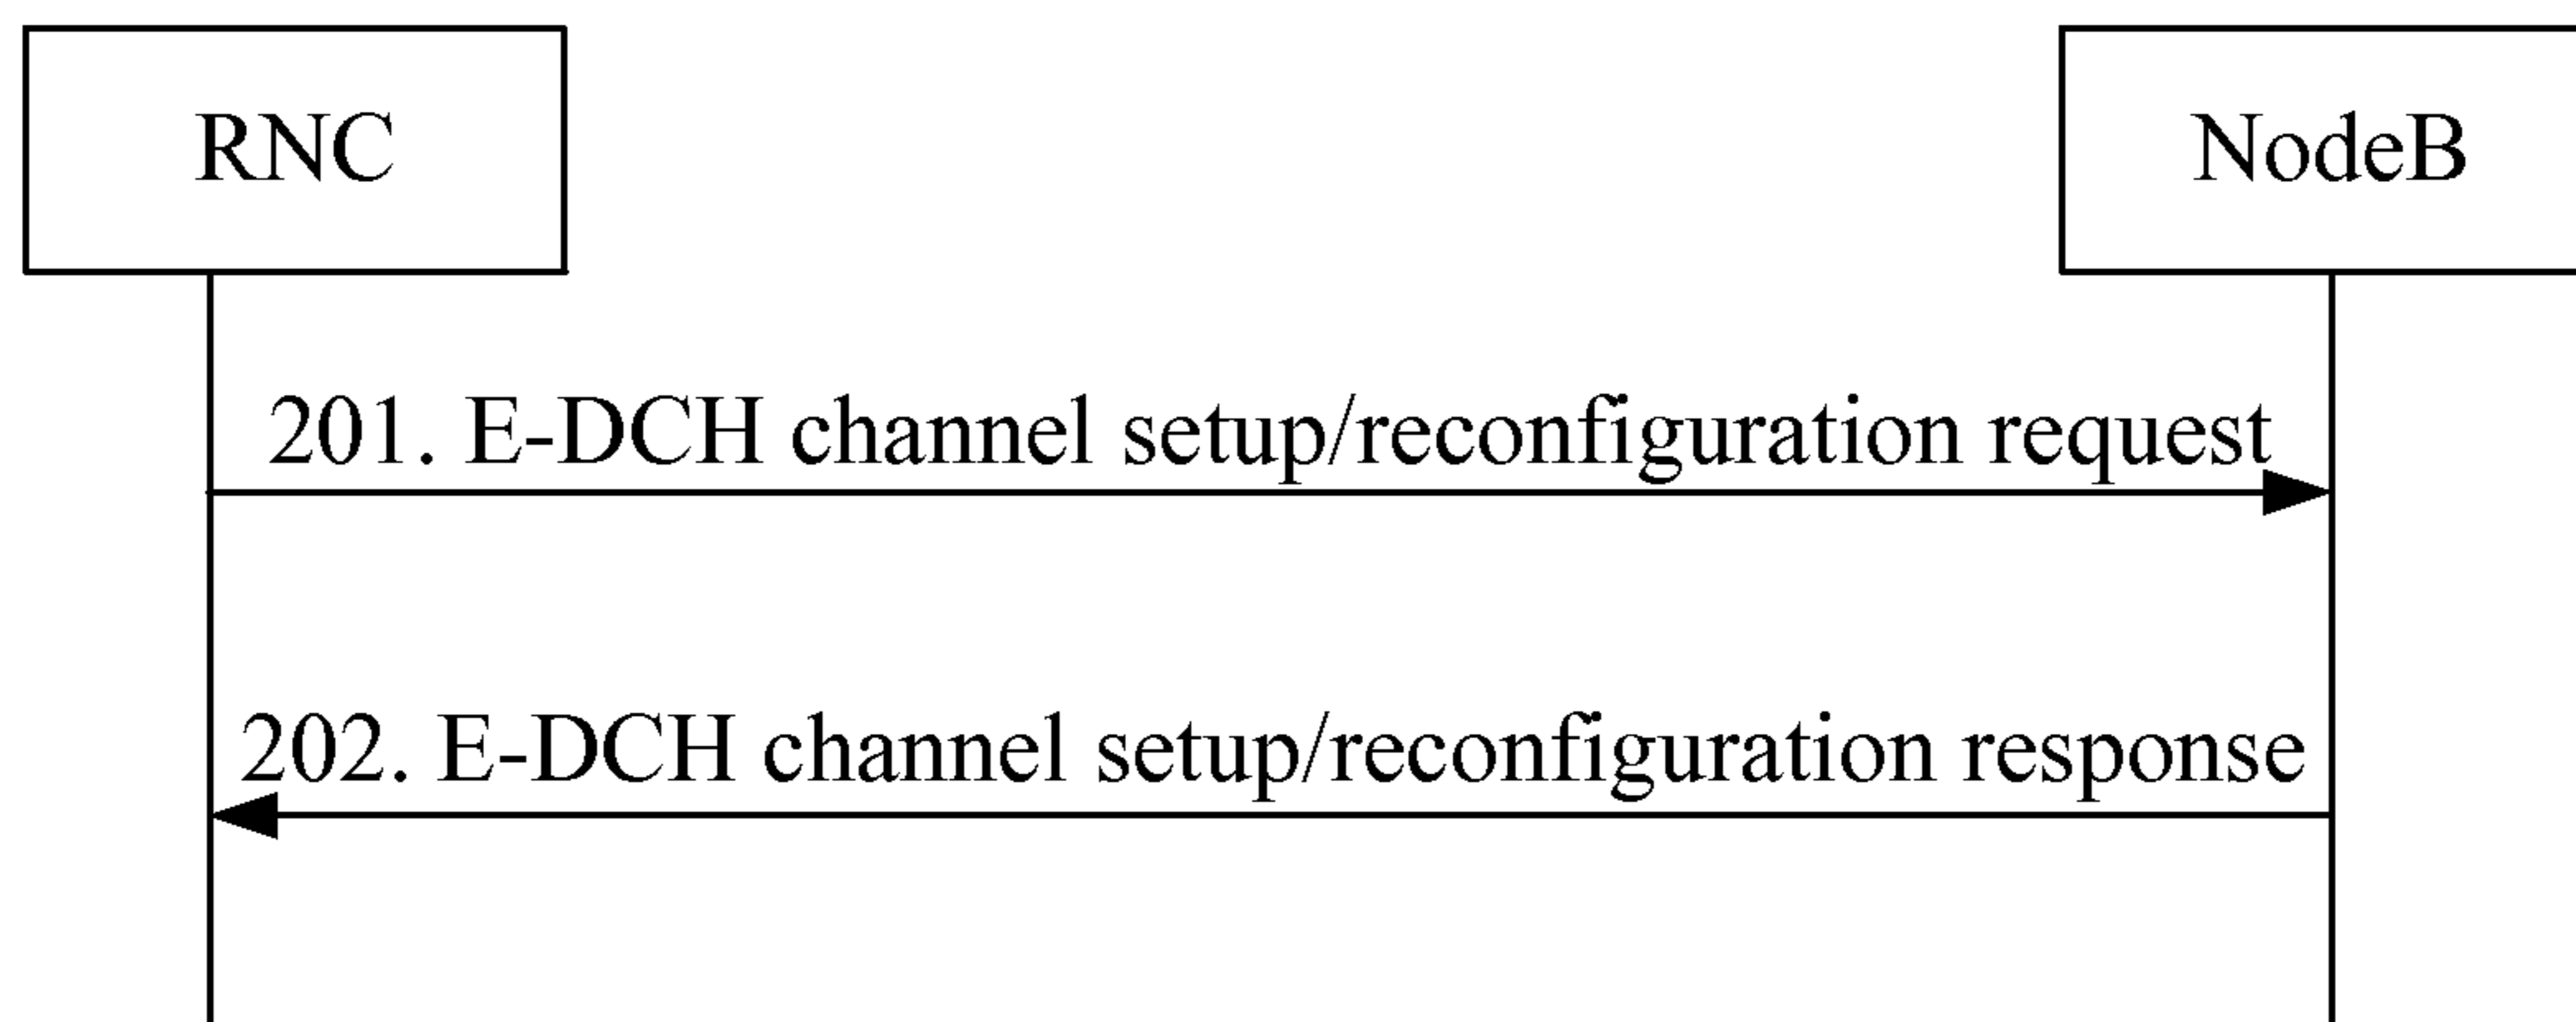 RNC
NodeB
201. E-DCH channel setup/reconfiguration request
202. E-DCH channel setup/reconfiguration response